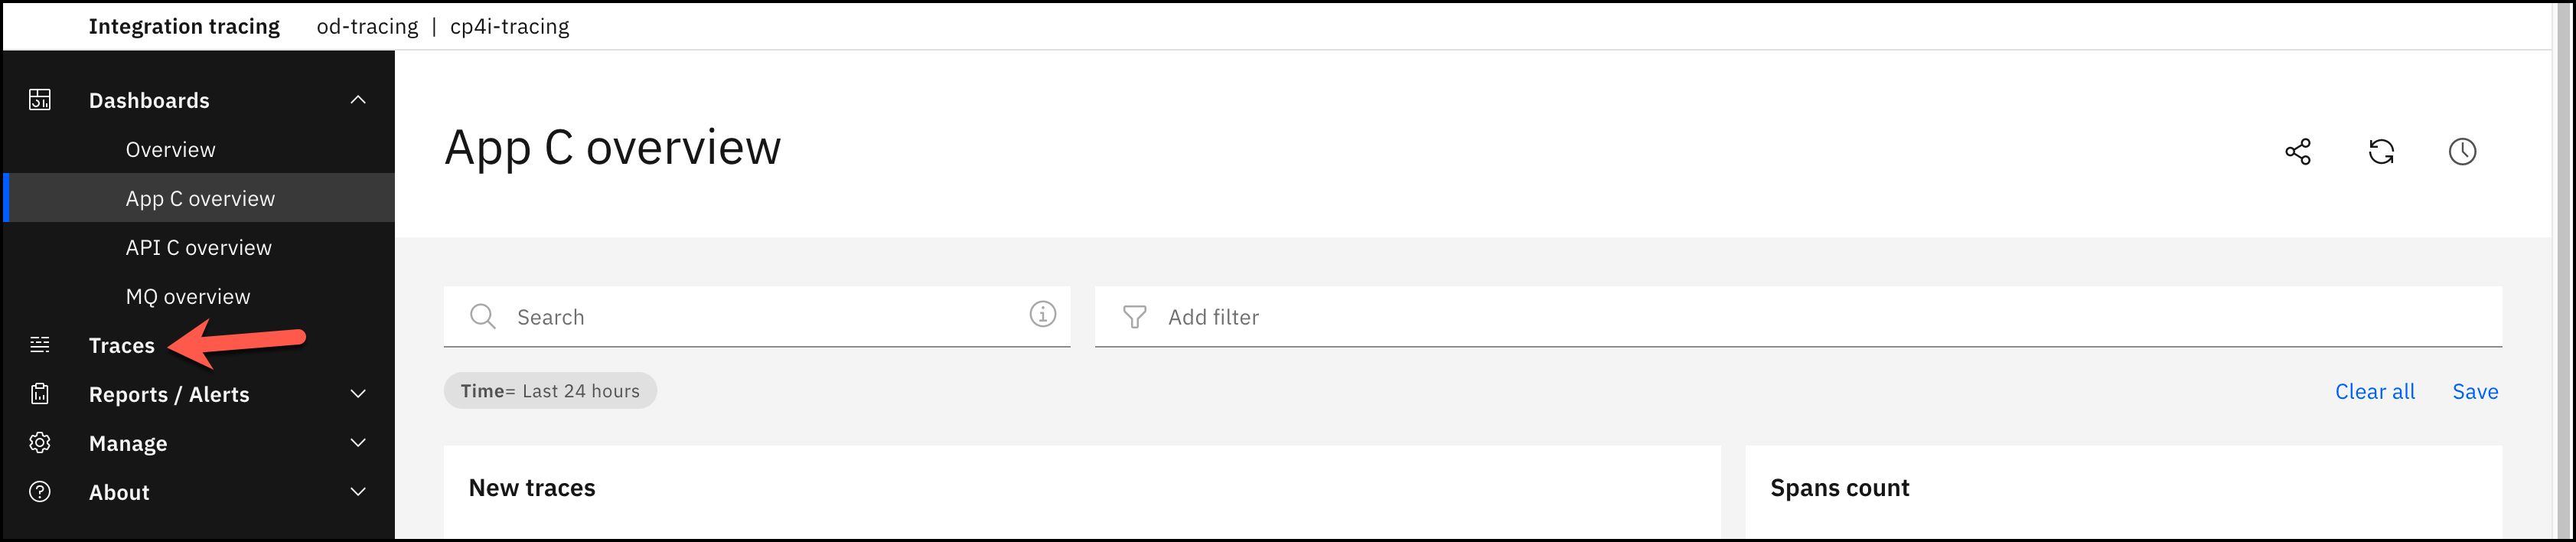 Integration tracing od-tracing | cp4i-tracing
Dashboards
Overview
App C overview
API C overview
MQ overview
Traces
Reports / Alerts
Manage
About
App C overview
Search
Add filter
Time= Last 24 hours
Clear all Save
New traces
Spans count